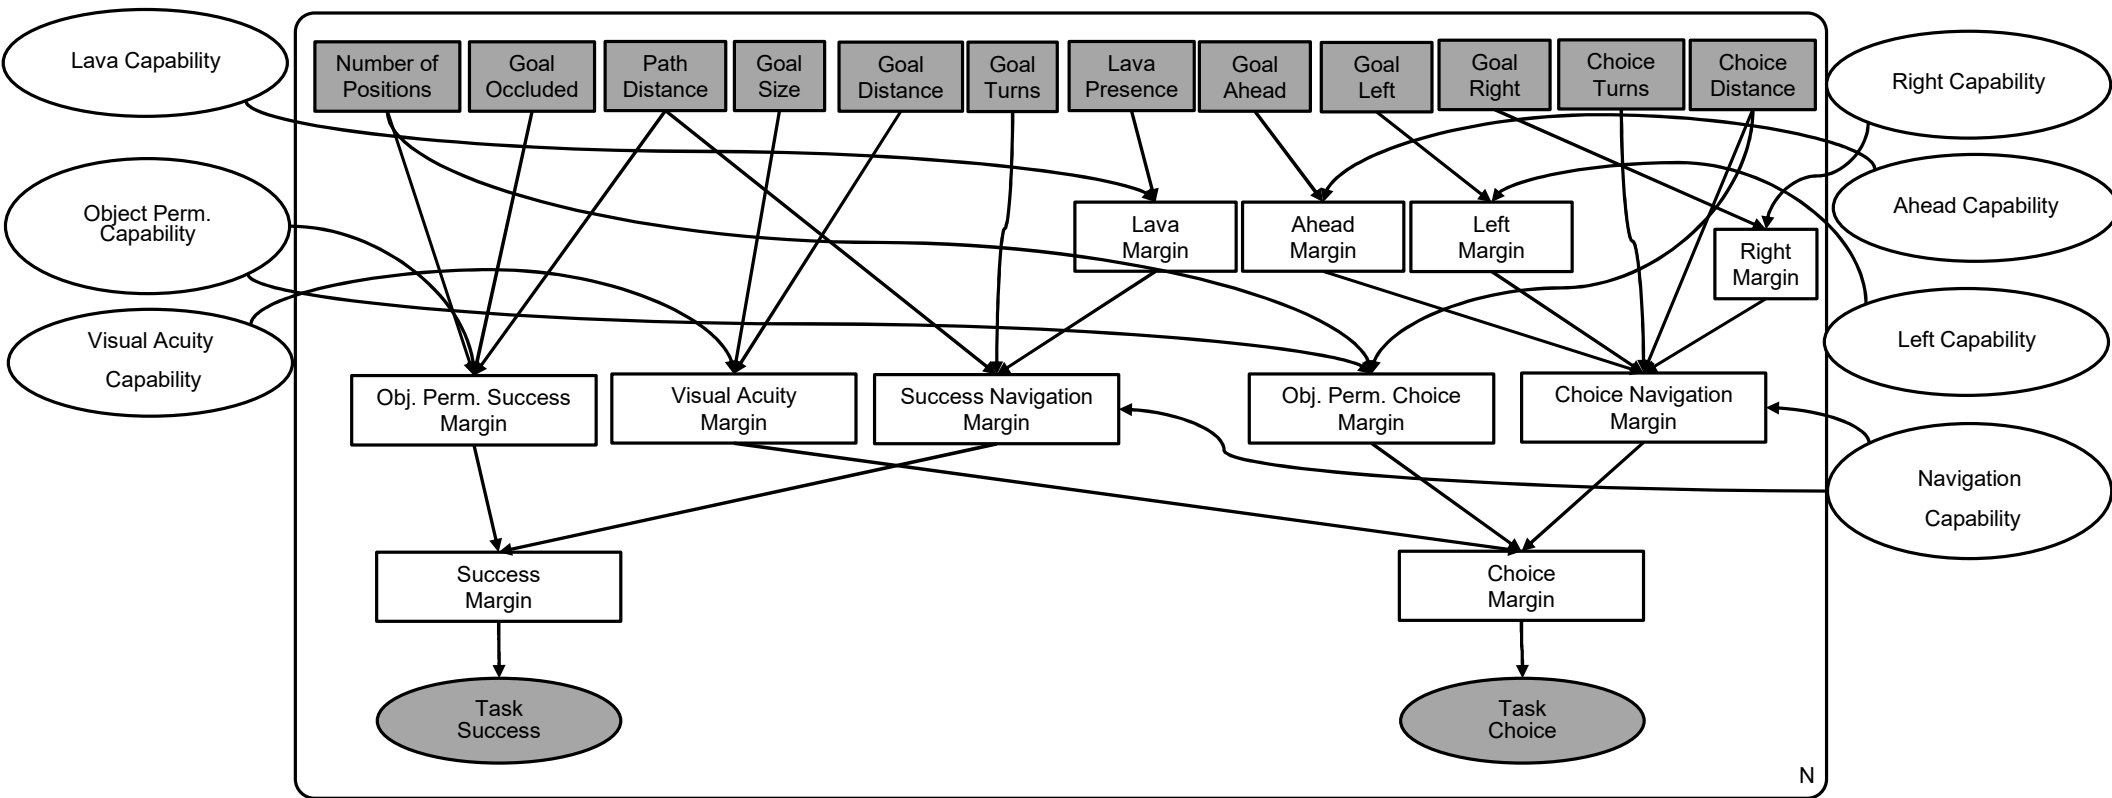 Lava Capability
Number of
Positions
Goal
Occluded
Path
Distance
Goal
Size
Goal
Distance
Goal
Turns
Lava
Presence
Goal
Ahead
Goal
Left
Goal
Right
Choice
Turns
Choice
Distance
Right Capability
Object Perm.
Capability
Lava
Margin
Ahead
Margin
Left
Margin
Right
Margin
Ahead Capability
Visual Acuity
Capability
Left Capability
Obj. Perm. Success
Margin
Visual Acuity
Margin
Success Navigation
Margin
Obj. Perm. Choice
Margin
Choice Navigation
Margin
Navigation
Capability
Success
Margin
Choice
Margin
Task
Success
Task
Choice
N